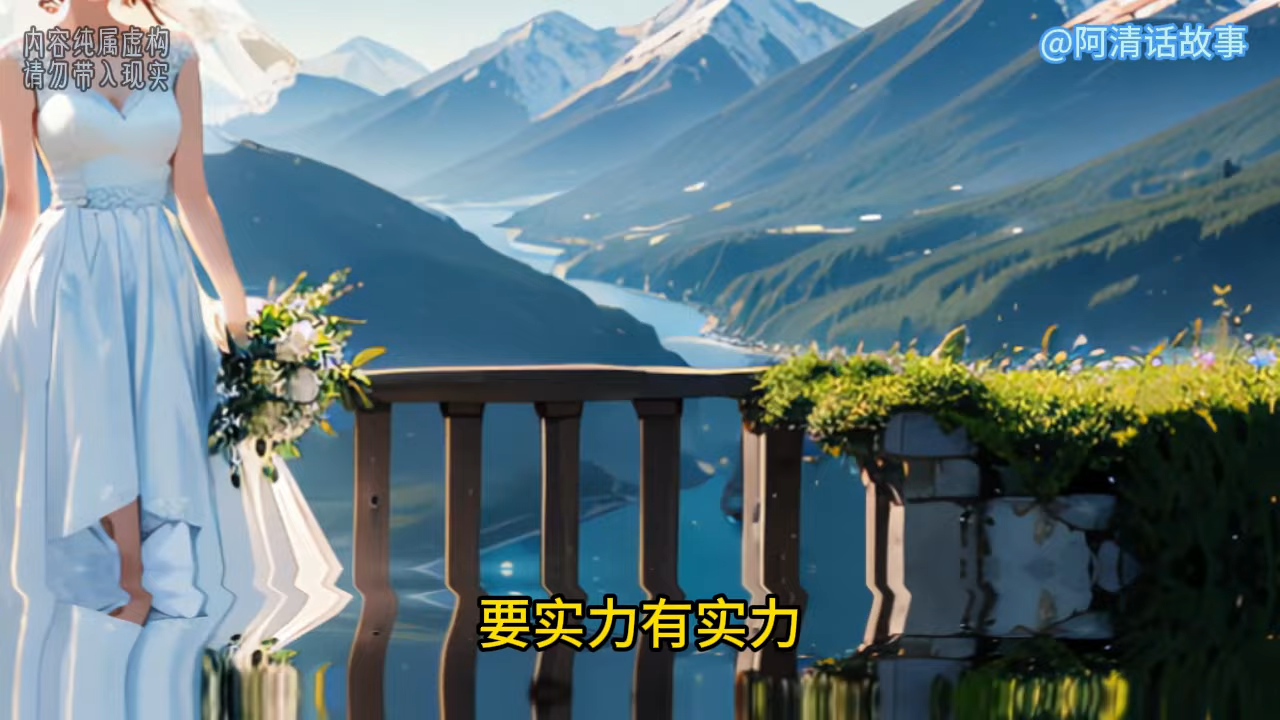 内容纯属虚构
请勿带入现实
@阿清话故事
要实力有实力